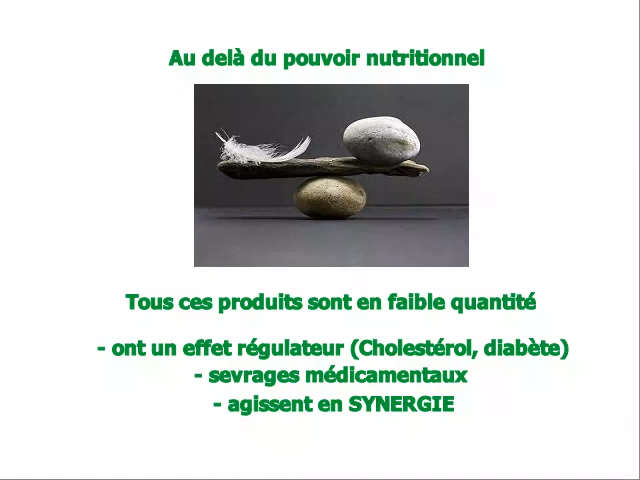 Au delà du pouvoir nutritionnel
Tous ces produits sont en faible quantité
- ont un effet régulateur (Cholestérol, diabète)
- sevrages médicamentaux
- agissent en SYNERGIE